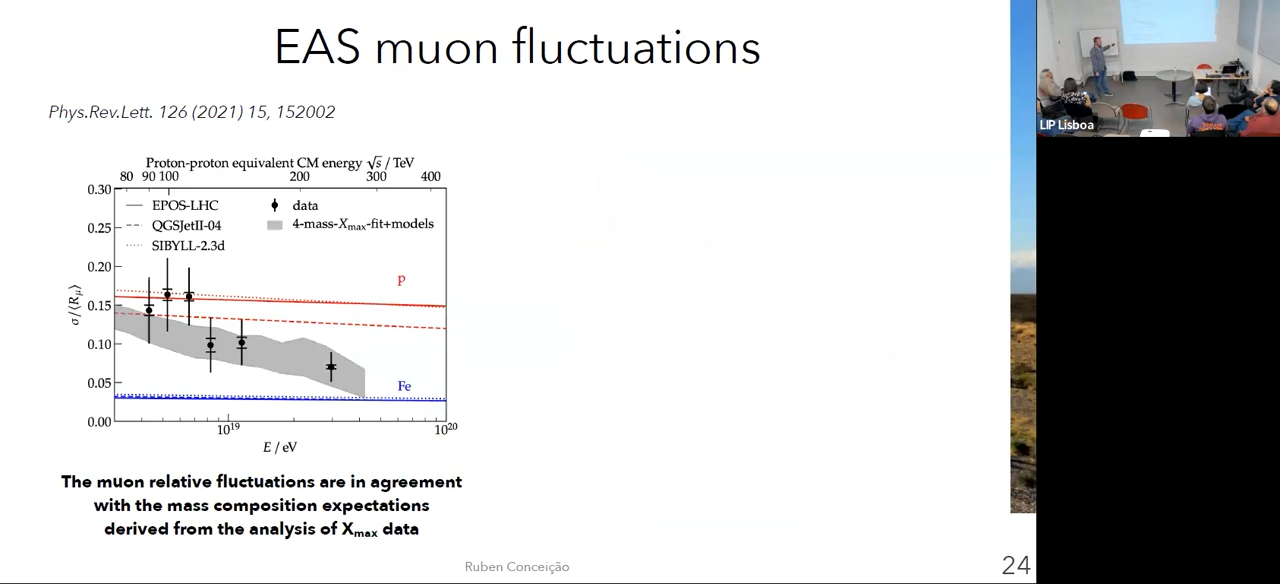 EAS muon fluctuations
Phys.Rev.Lett. 126 (2021) 15, 152002
Proton-proton equivalent CM energy √s / TeV
80 90 100 200 300 400
0.30
EPOS-LHC
data
QGSJetII-04
4-mass-Xmax-fit+models
SIBYLL-2.3d
0.25
0.20
p
0.15
σ/⟨Rμ⟩
0.10
0.05
Fe
0.00
10¹⁹ 10²⁰
E / eV
The muon relative fluctuations are in agreement
with the mass composition expectations
derived from the analysis of Xmax data
Ruben Conceição
24
LIP Lisboa